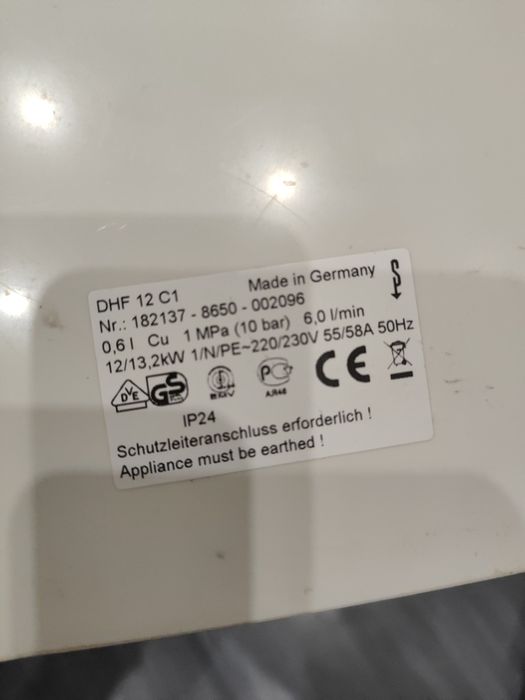 DHF 12 C1 Made in Germany
Nr.: 182137 - 8650 - 002096
0,6 l Cu 1 MPa (10 bar) 6,0 l/min
12/13,2kW 1/N/PE~220/230V 55/58A 50Hz
DVE GS CE
IP24
Schutzleiteranschluss erforderlich !
Appliance must be earthed !